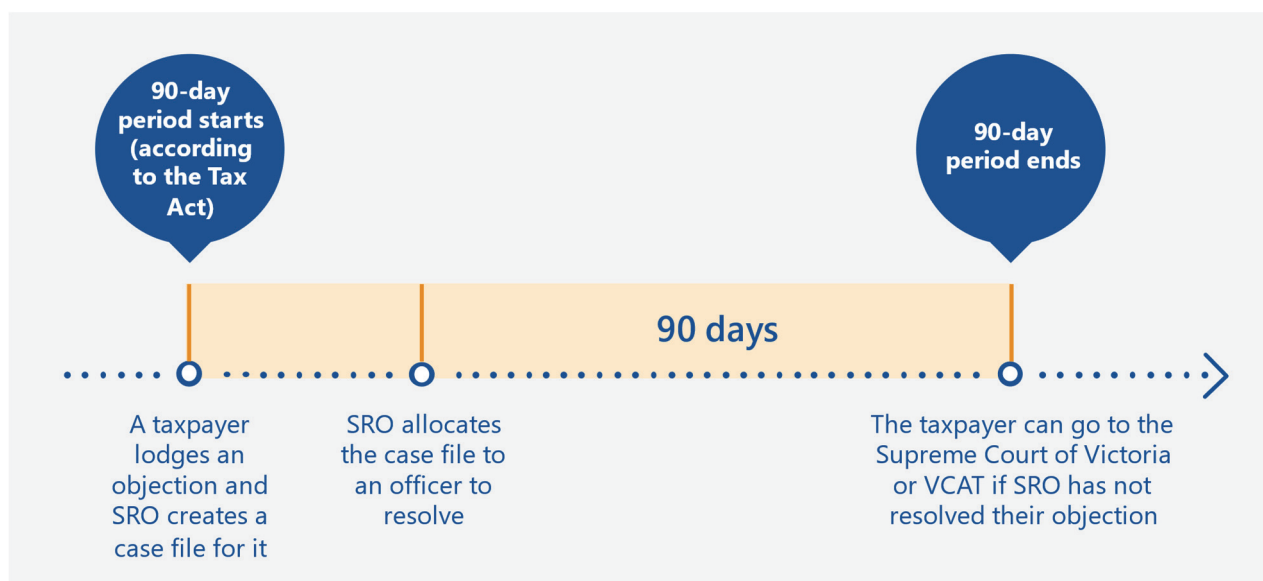 90-day
period starts
(according
to the Tax
Act)
90-day
period ends
90 days
A taxpayer
lodges an
objection and
SRO creates a
case file for it
SRO allocates
the case file to
an officer to
resolve
The taxpayer can go to the
Supreme Court of Victoria
or VCAT if SRO has not
resolved their objection